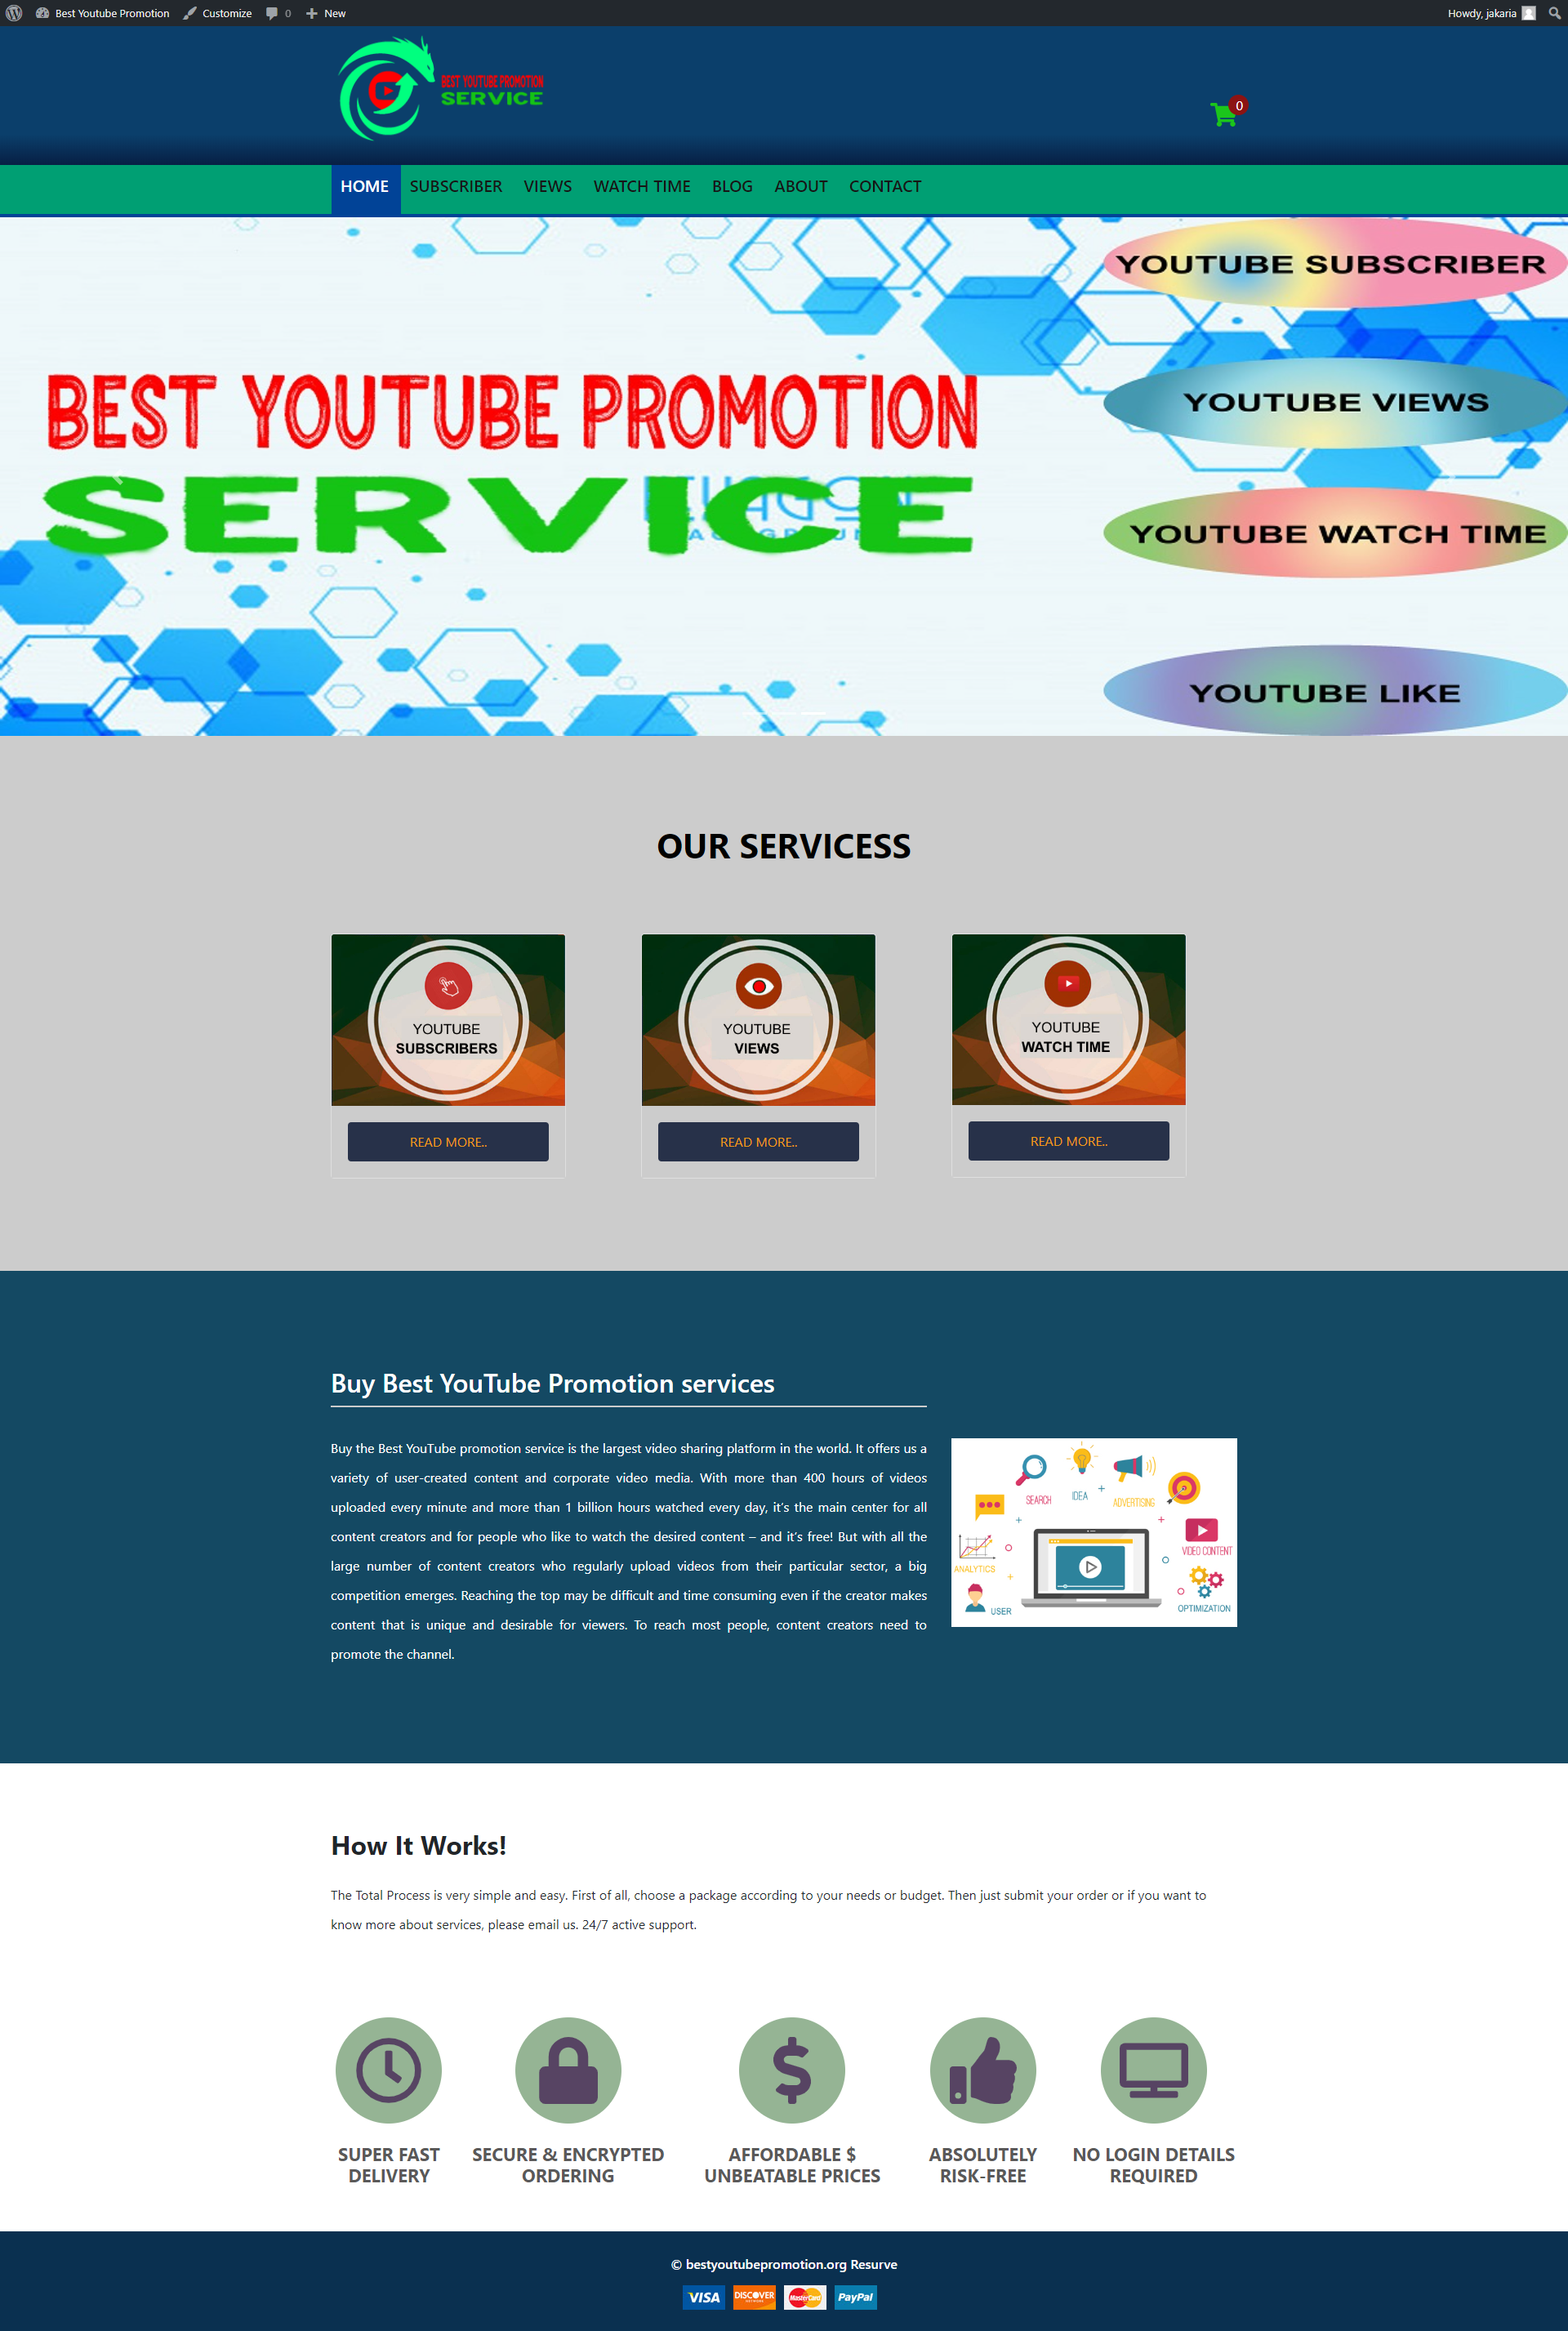 Best Youtube Promotion Customize 0 New Howdy, jakaria
BEST YOUTUBE PROMOTION
SERVICE
0
HOME SUBSCRIBER VIEWS WATCH TIME BLOG ABOUT CONTACT
YOUTUBE SUBSCRIBER
YOUTUBE VIEWS
BEST YOUTUBE PROMOTION
SERVICE
YOUTUBE WATCH TIME
YOUTUBE LIKE
OUR SERVICESS
YOUTUBE
SUBSCRIBERS
READ MORE..
YOUTUBE
VIEWS
READ MORE..
YOUTUBE
WATCH TIME
READ MORE..
Buy Best YouTube Promotion services
Buy the Best YouTube promotion service is the largest video sharing platform in the world. It offers us a
variety of user-created content and corporate video media. With more than 400 hours of videos
uploaded every minute and more than 1 billion hours watched every day, it's the main center for all
content creators and for people who like to watch the desired content – and it's free! But with all the
large number of content creators who regularly upload videos from their particular sector, a big
competition emerges. Reaching the top may be difficult and time consuming even if the creator makes
content that is unique and desirable for viewers. To reach most people, content creators need to
promote the channel.
SEARCH
IDEA
ADVERTISING
VIDEO CONTENT
ANALYTICS
USER
OPTIMIZATION
How It Works!
The Total Process is very simple and easy. First of all, choose a package according to your needs or budget. Then just submit your order or if you want to
know more about services, please email us. 24/7 active support.
SUPER FAST
DELIVERY
SECURE & ENCRYPTED
ORDERING
AFFORDABLE $
UNBEATABLE PRICES
ABSOLUTELY
RISK-FREE
NO LOGIN DETAILS
REQUIRED
© bestyoutubepromotion.org Resurve
VISA DISCOVER MasterCard PayPal